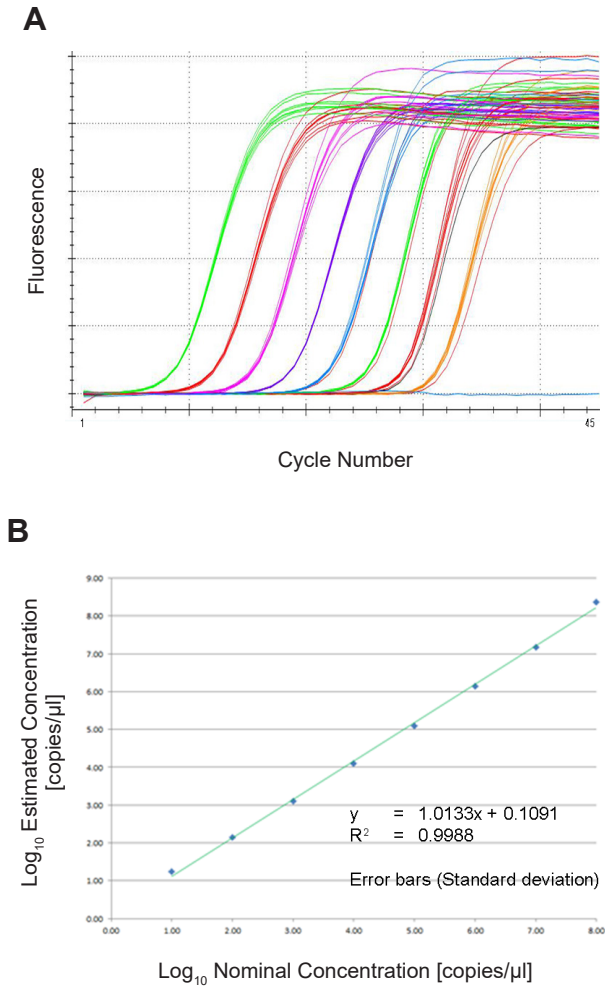 A
Fluorescence
1
45
Cycle Number
B
Log10 Estimated Concentration
[copies/µl]
9.00
8.00
7.00
6.00
5.00
4.00
3.00
2.00
1.00
0.00
y = 1.0133x + 0.1091
R² = 0.9988
Error bars (Standard deviation)
0.00 1.00 2.00 3.00 4.00 5.00 6.00 7.00 8.00
Log10 Nominal Concentration [copies/µl]